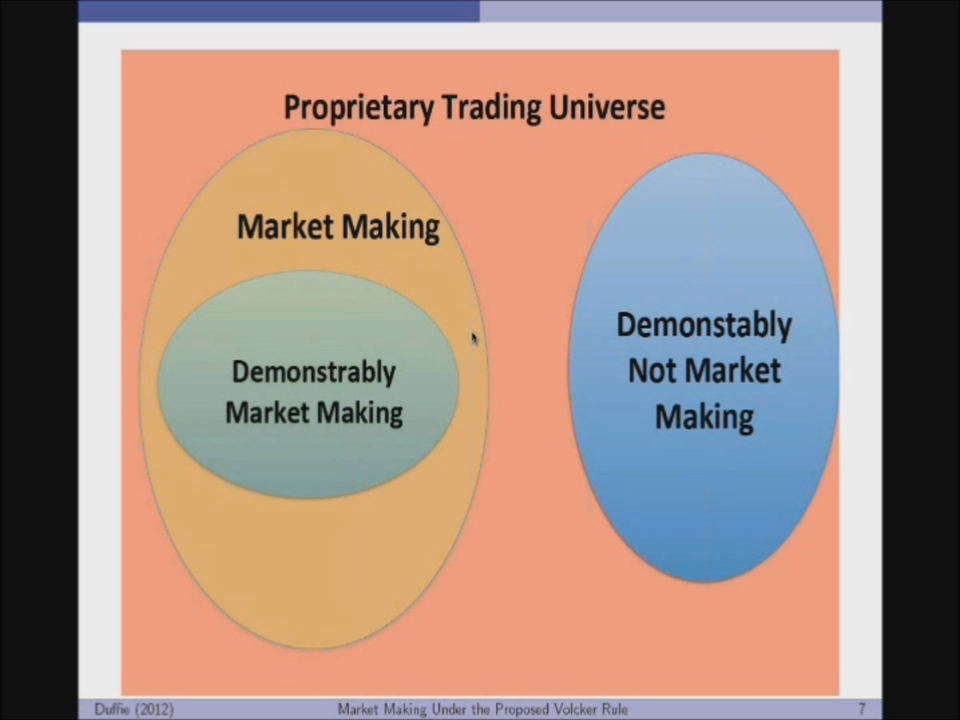 Proprietary Trading Universe
Market Making
Demonstrably
Market Making
Demonstably
Not Market
Making
Duffie (2012)
Market Making Under the Proposed Volcker Rule
7